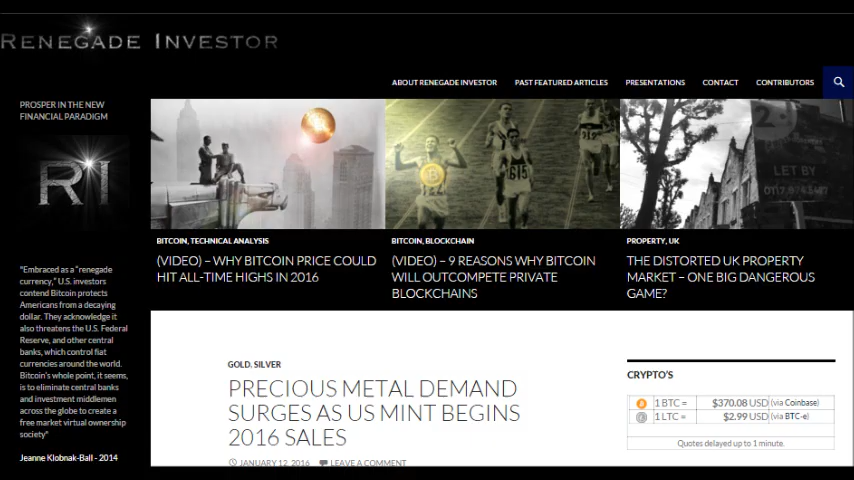 RENEGADE INVESTOR
ABOUT RENEGADE INVESTOR PAST FEATURED ARTICLES PRESENTATIONS CONTACT CONTRIBUTORS
PROSPER IN THE NEW
FINANCIAL PARADIGM
RI
"Embraced as a "renegade
currency," U.S. investors
contend Bitcoin protects
Americans from a decaying
dollar. They acknowledge it
also threatens the U.S. Federal
Reserve, and other central
banks, which control fiat
currencies around the world.
Bitcoin's whole point, it seems,
is to eliminate central banks
and investment middlemen
across the globe to create a
free market virtual ownership
society"
Jeanne Klobnak-Ball - 2014
BITCOIN, TECHNICAL ANALYSIS
(VIDEO) – WHY BITCOIN PRICE COULD
HIT ALL-TIME HIGHS IN 2016
615
BITCOIN, BLOCKCHAIN
(VIDEO) – 9 REASONS WHY BITCOIN
WILL OUTCOMPETE PRIVATE
BLOCKCHAINS
LET BY
PROPERTY, UK
THE DISTORTED UK PROPERTY
MARKET – ONE BIG DANGEROUS
GAME?
GOLD, SILVER
PRECIOUS METAL DEMAND
SURGES AS US MINT BEGINS
2016 SALES
JANUARY 12, 2016 LEAVE A COMMENT
CRYPTO'S
1 BTC = $370.08 USD (via Coinbase)
1 LTC = $2.99 USD (via BTC-e)
Quotes delayed up to 1 minute.